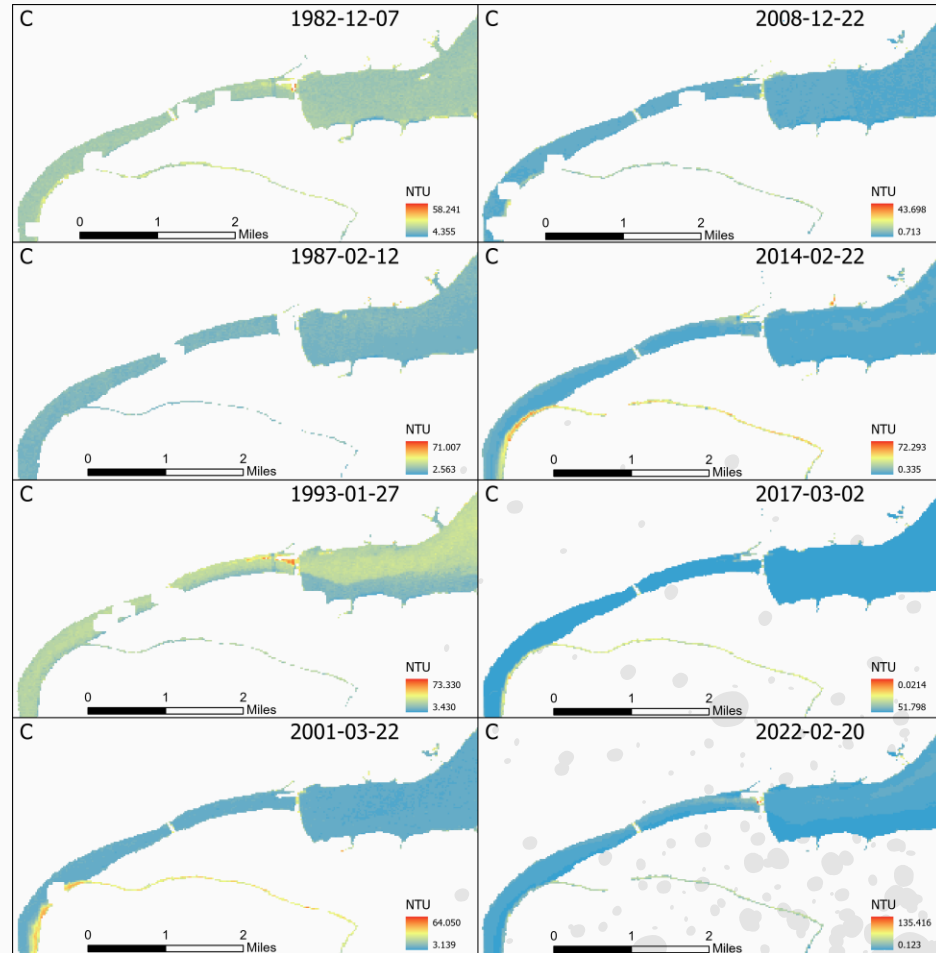 C 1982-12-07
NTU
58.241
4.355
0 1 2
Miles
C 2008-12-22
NTU
43.698
0.713
0 1 2
Miles
C 1987-02-12
NTU
71.007
2.563
0 1 2
Miles
C 2014-02-22
NTU
72.293
0.335
0 1 2
Miles
C 1993-01-27
NTU
73.330
3.430
0 1 2
Miles
C 2017-03-02
NTU
0.0214
51.798
0 1 2
Miles
C 2001-03-22
NTU
64.050
3.139
0 1 2
Miles
C 2022-02-20
NTU
135.416
0.123
0 1 2
Miles